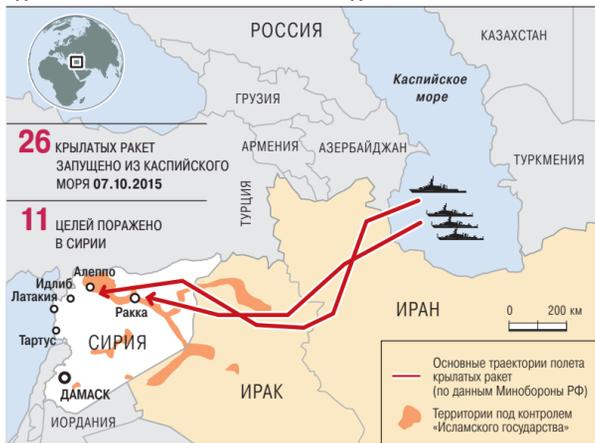 РОССИЯ
КАЗАХСТАН
Каспийское
море
ГРУЗИЯ
26 КРЫЛАТЫХ РАКЕТ
ЗАПУЩЕНО ИЗ КАСПИЙСКОГО
МОРЯ 07.10.2015
АРМЕНИЯ
АЗЕРБАЙДЖАН
ТУРКМЕНИЯ
ТУРЦИЯ
11 ЦЕЛЕЙ ПОРАЖЕНО
В СИРИИ
Алеппо
Идлиб
Латакия
Ракка
Тартус
СИРИЯ
ДАМАСК
ИОРДАНИЯ
ИРАК
ИРАН
0 200 км
Основные траектории полета
крылатых ракет
(по данным Минобороны РФ)
Территории под контролем
«Исламского государства»